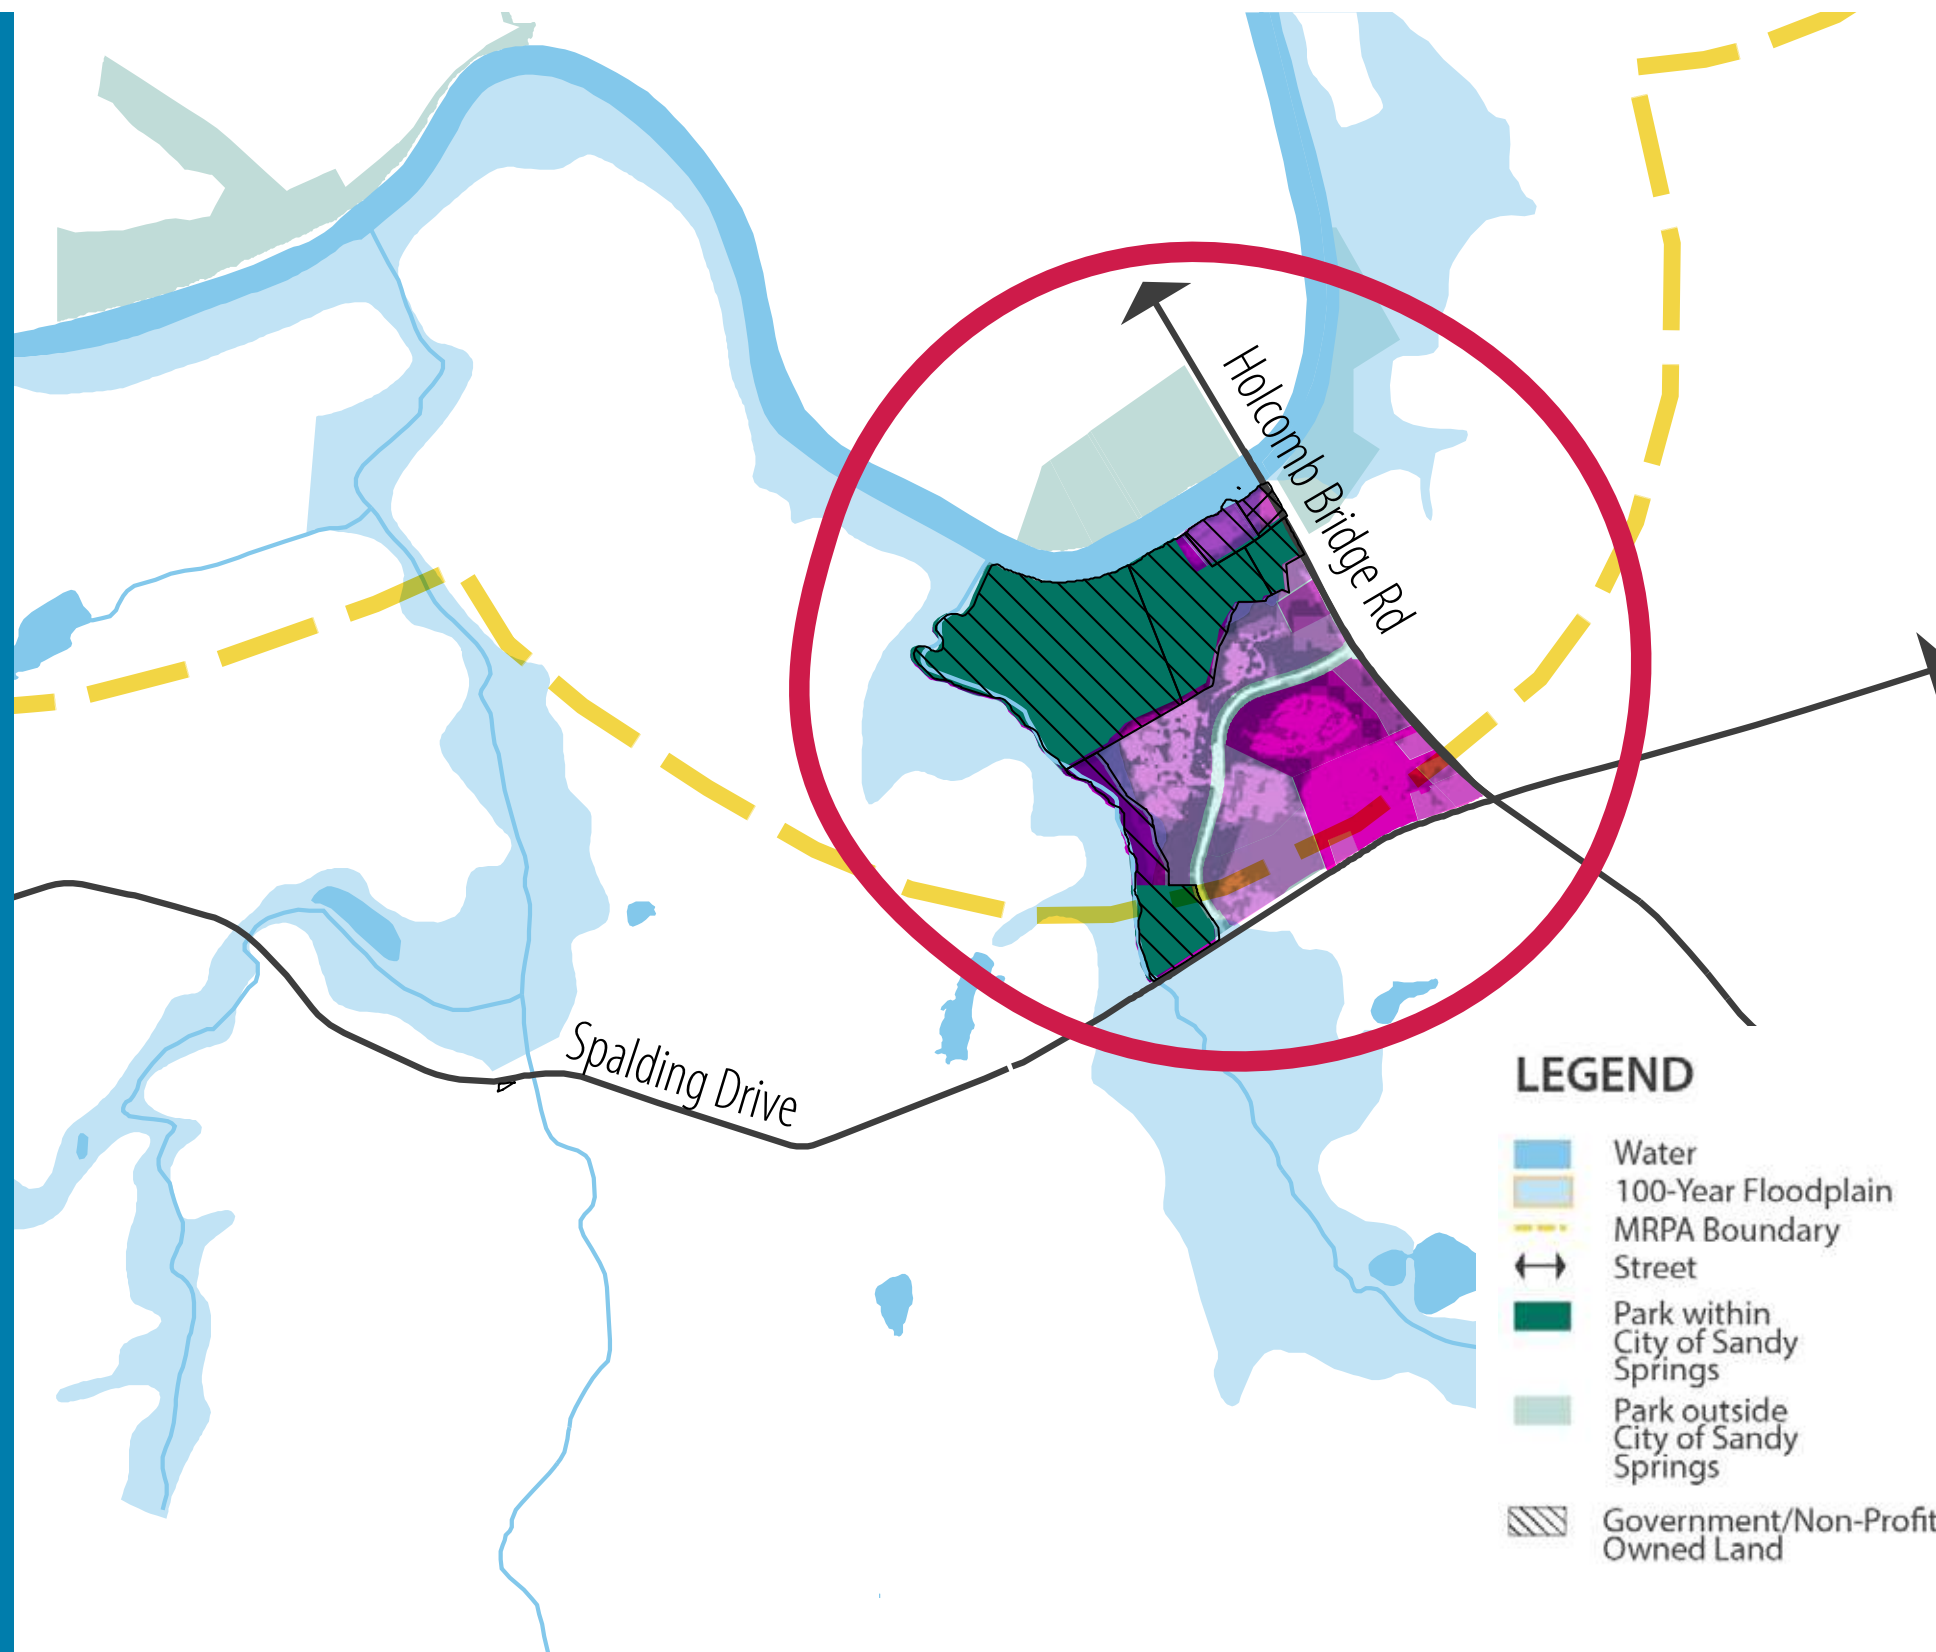 Holcomb Bridge Rd
Spalding Drive
LEGEND
Water
100-Year Floodplain
MRPA Boundary
Street
Park within
City of Sandy
Springs
Park outside
City of Sandy
Springs
Government/Non-Profit
Owned Land